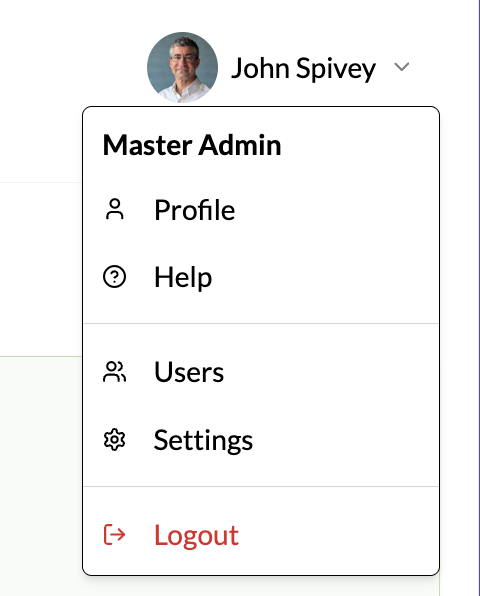 John Spivey
Master Admin
Profile
Help
Users
Settings
Logout